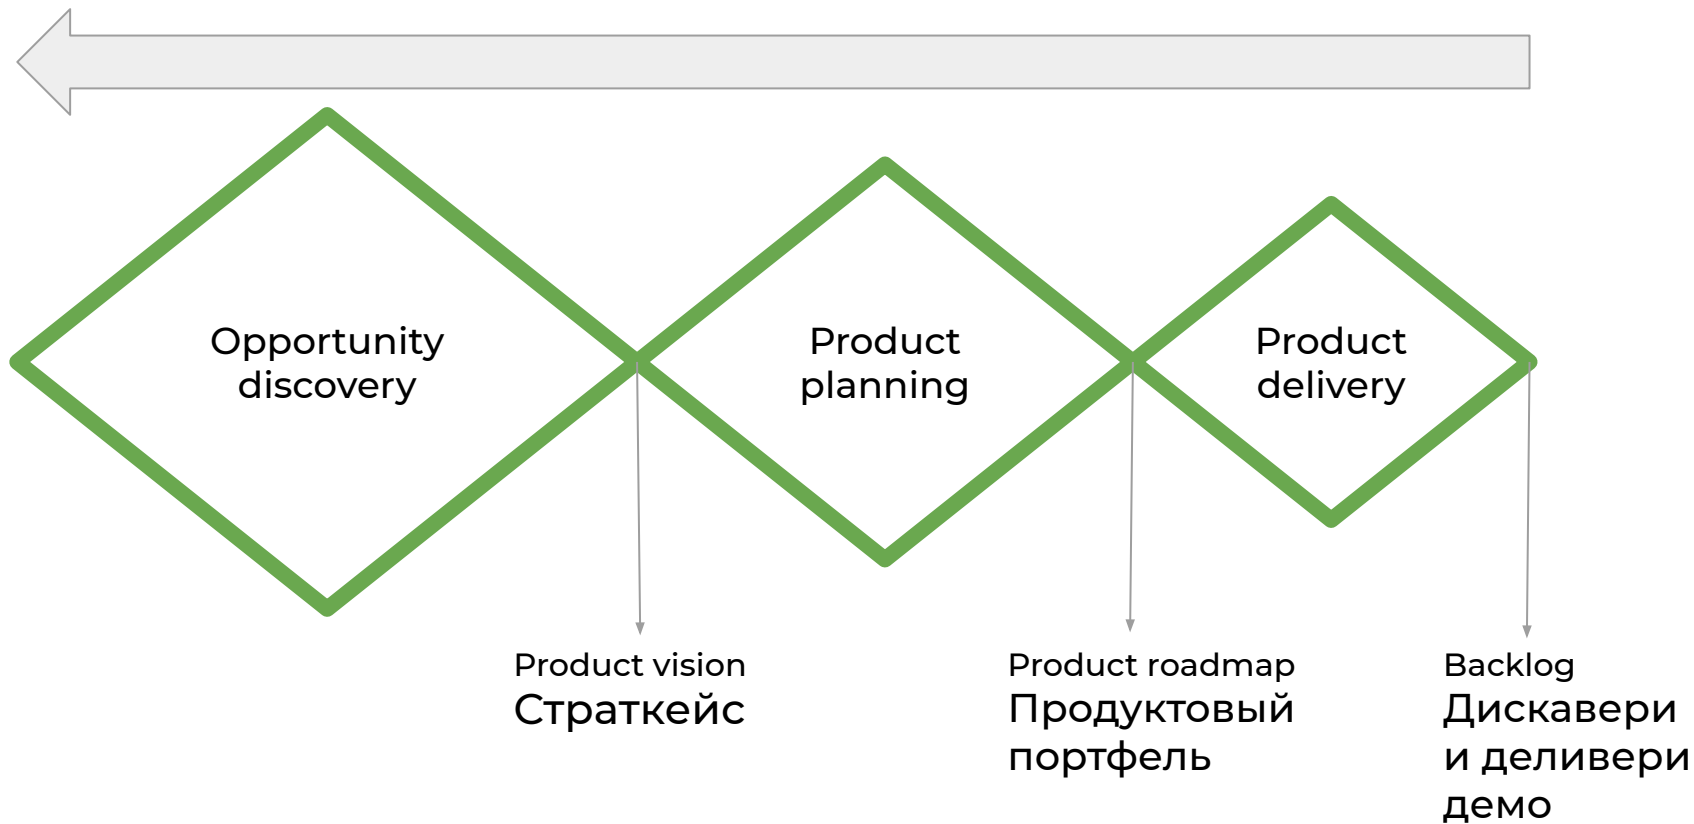 Opportunity
discovery
Product
planning
Product
delivery
Product vision
Страткейс
Product roadmap
Продуктовый
портфель
Backlog
Дискавери
и деливери
демо